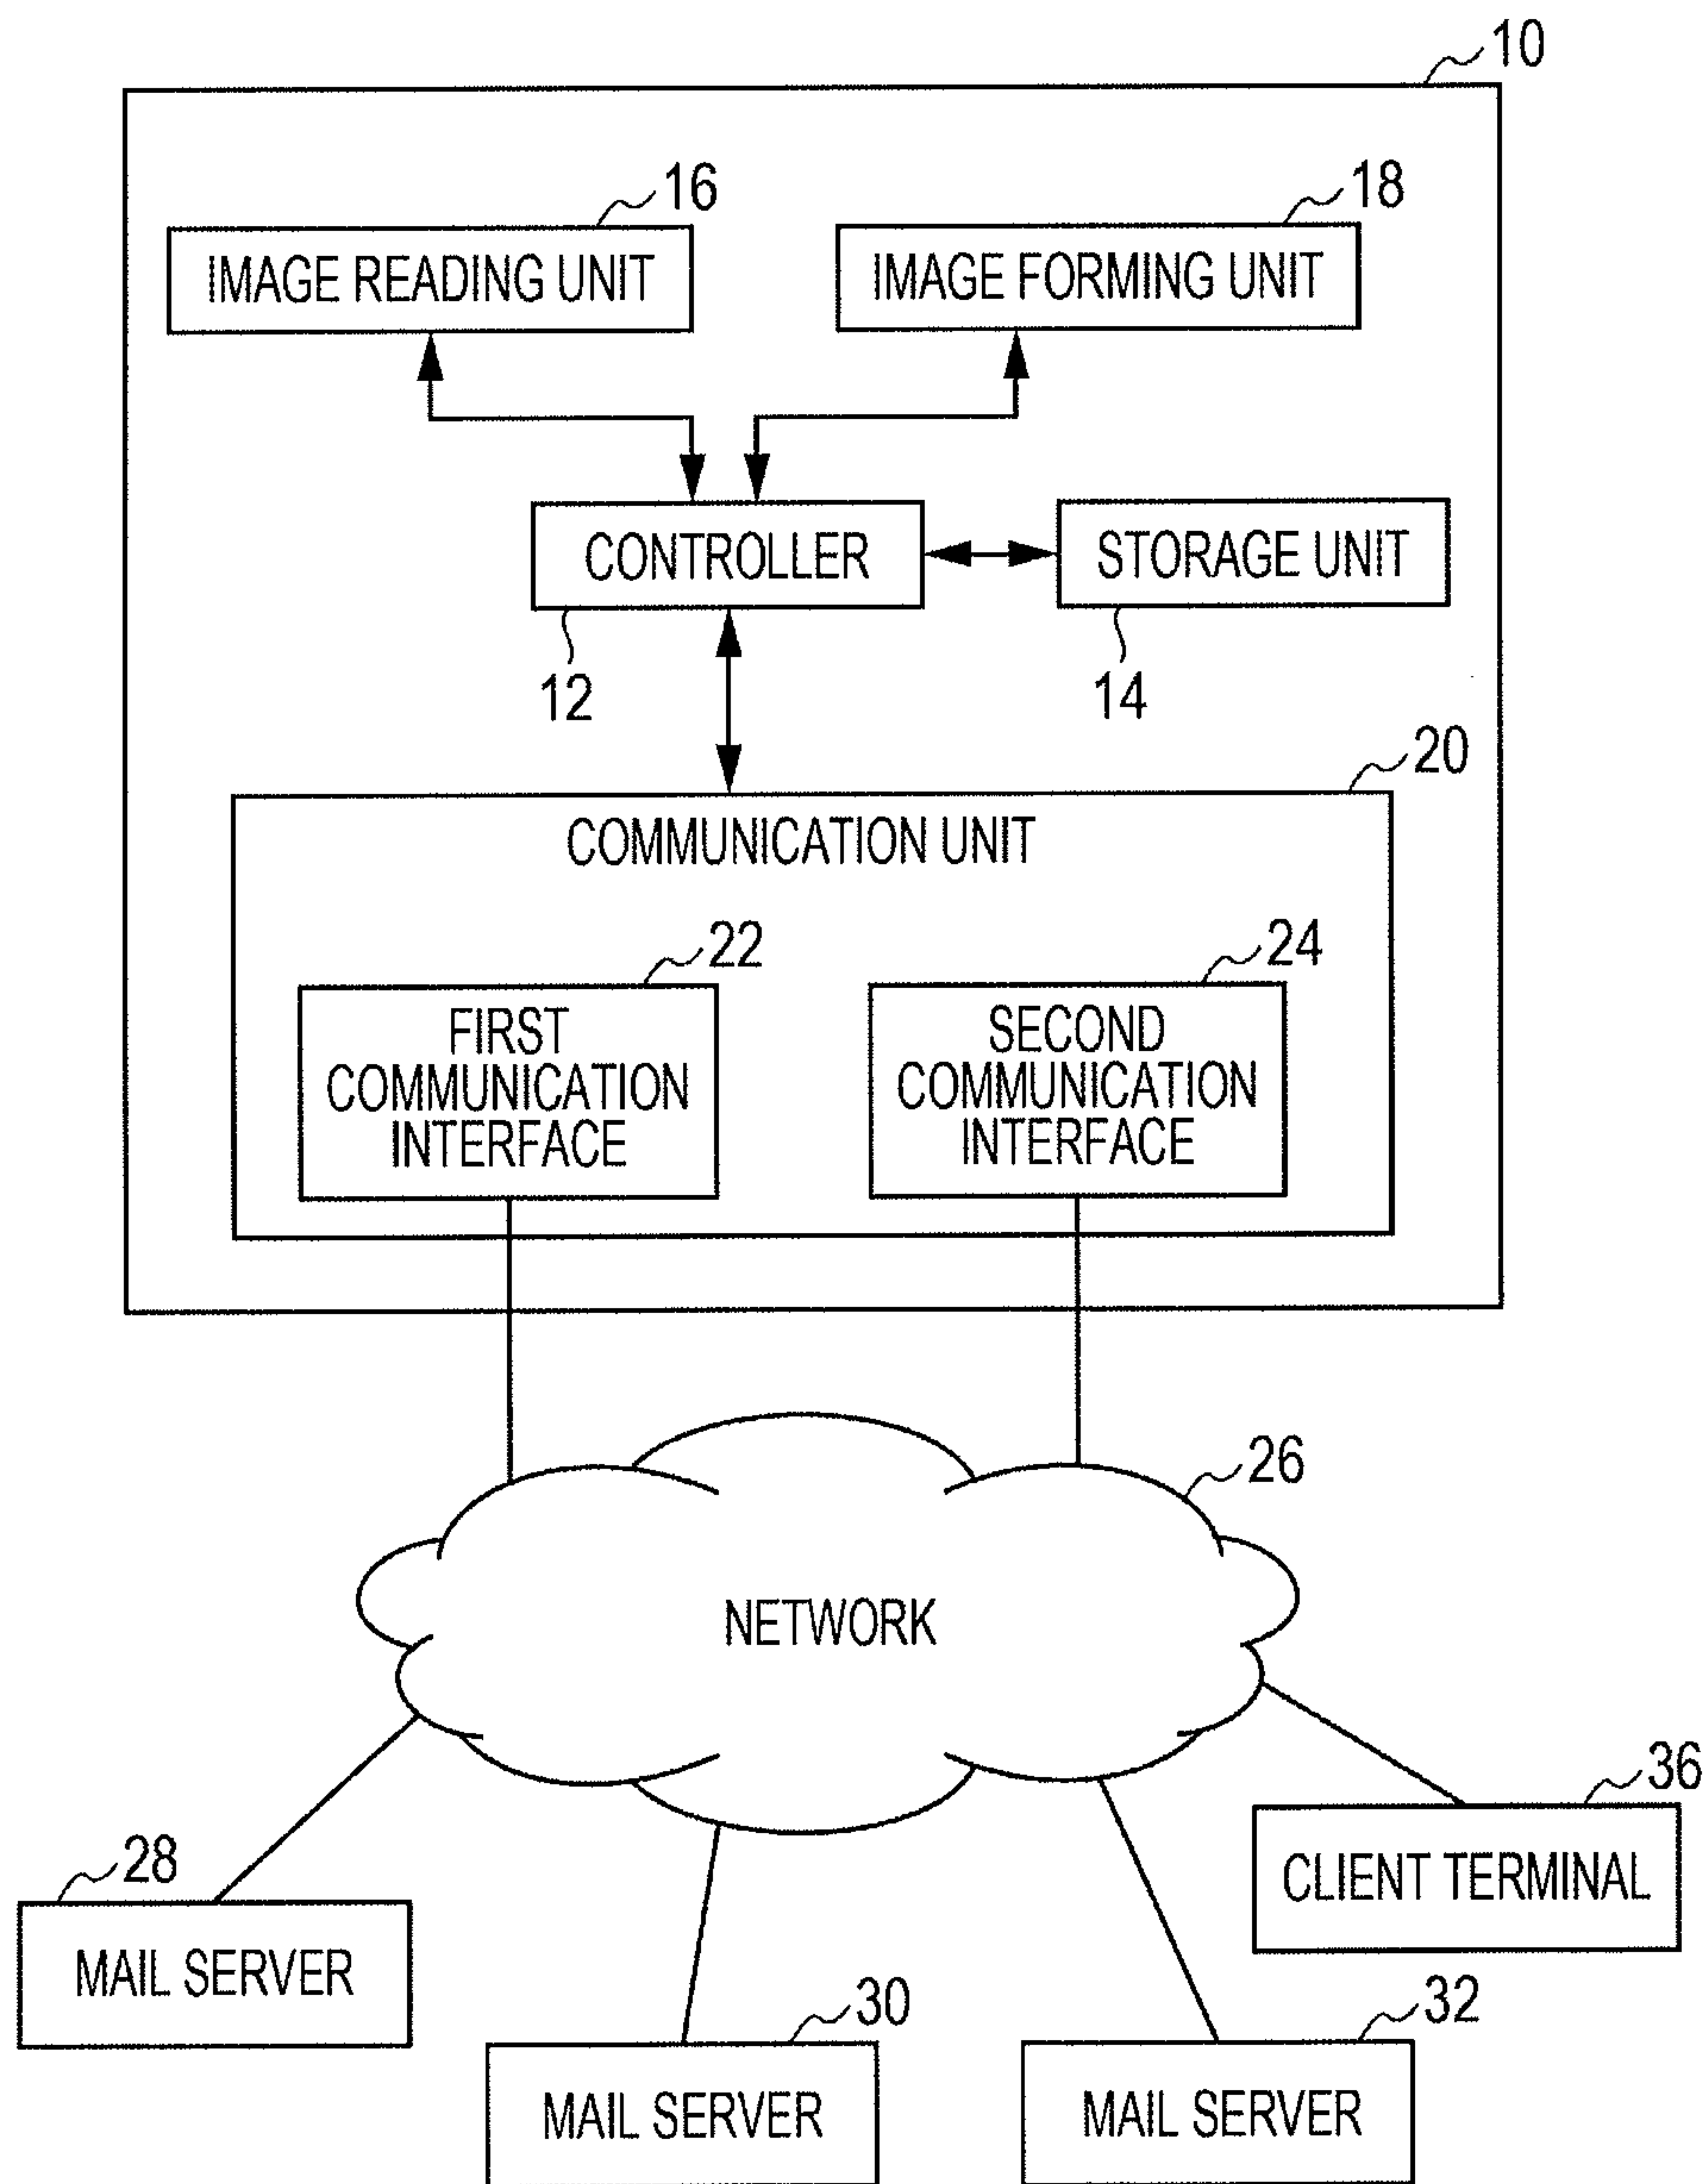 10
16
18
IMAGE READING UNIT
IMAGE FORMING UNIT
CONTROLLER
STORAGE UNIT
12
14
20
COMMUNICATION UNIT
22
24
FIRST
COMMUNICATION
INTERFACE
SECOND
COMMUNICATION
INTERFACE
26
NETWORK
36
CLIENT TERMINAL
28
MAIL SERVER
30
MAIL SERVER
32
MAIL SERVER